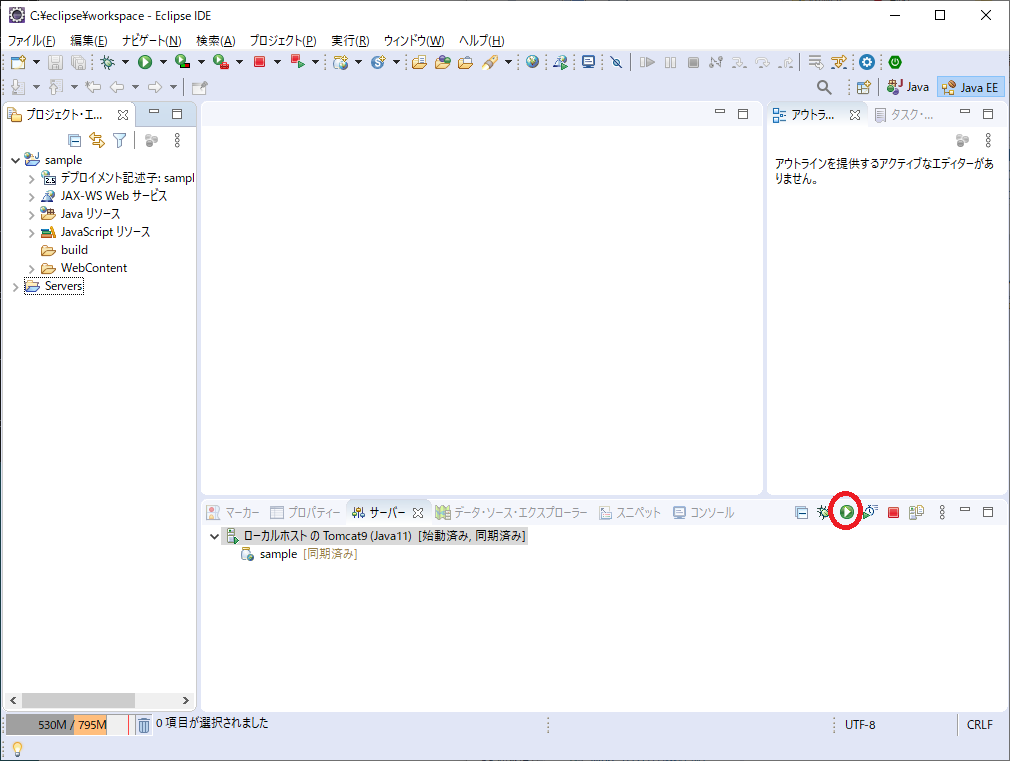 C:¥eclipse¥workspace - Eclipse IDE
ファイル(F) 編集(E) ナビゲート(N) 検索(A) プロジェクト(P) 実行(R) ウィンドウ(W) ヘルプ(H)
Java
Java EE
プロジェクト・エ...
sample
デプロイメント記述子: sampl
JAX-WS Web サービス
Java リソース
JavaScript リソース
build
WebContent
Servers
アウトラ...
タスク・...
アウトラインを提供するアクティブなエディターがあ
りません。
マーカー プロパティー サーバー データ・ソース・エクスプローラー スニペット コンソール
ローカルホスト の Tomcat9 (Java11) [始動済み, 同期済み]
sample [同期済み]
530M / 795M
0 項目が選択されました
UTF-8
CRLF